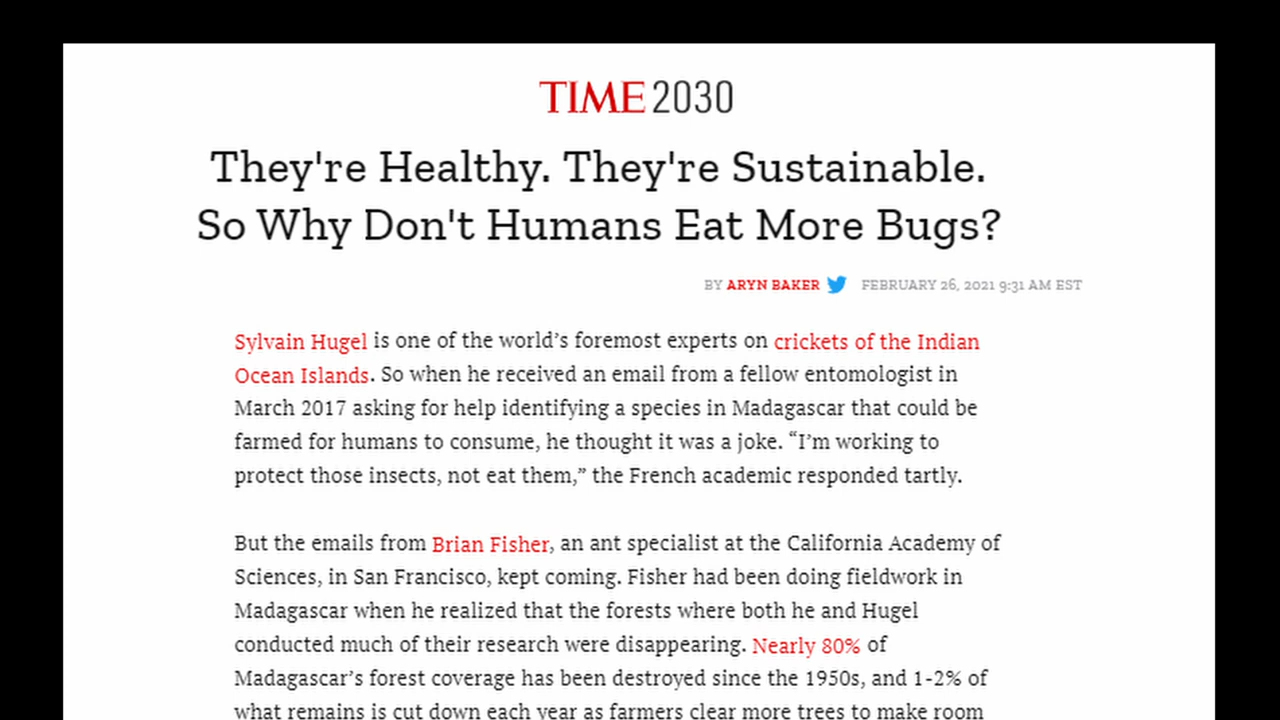 TIME 2030
They're Healthy. They're Sustainable.
So Why Don't Humans Eat More Bugs?
BY ARYN BAKER FEBRUARY 26, 2021 9:31 AM EST
Sylvain Hugel is one of the world’s foremost experts on crickets of the Indian
Ocean Islands. So when he received an email from a fellow entomologist in
March 2017 asking for help identifying a species in Madagascar that could be
farmed for humans to consume, he thought it was a joke. “I’m working to
protect those insects, not eat them,” the French academic responded tartly.
But the emails from Brian Fisher, an ant specialist at the California Academy of
Sciences, in San Francisco, kept coming. Fisher had been doing fieldwork in
Madagascar when he realized that the forests where both he and Hugel
conducted much of their research were disappearing. Nearly 80% of
Madagascar’s forest coverage has been destroyed since the 1950s, and 1-2% of
what remains is cut down each year as farmers clear more trees to make room